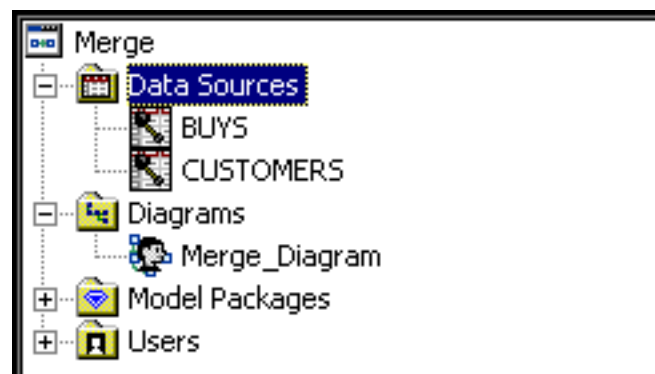 Merge
Data Sources
BUYS
CUSTOMERS
Diagrams
Merge_Diagram
Model Packages
Users